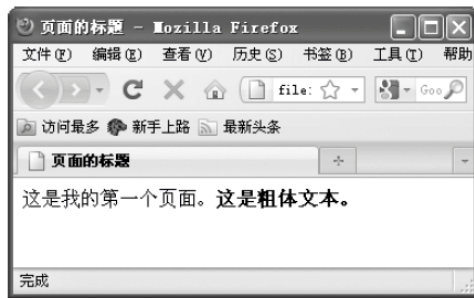 页面的标题 - Mozilla Firefox
文件(F) 编辑(E) 查看(V) 历史(S) 书签(B) 工具(T) 帮助
file: Goo
访问最多 新手上路 最新头条
页面的标题
这是我的第一个页面。这是粗体文本。
完成